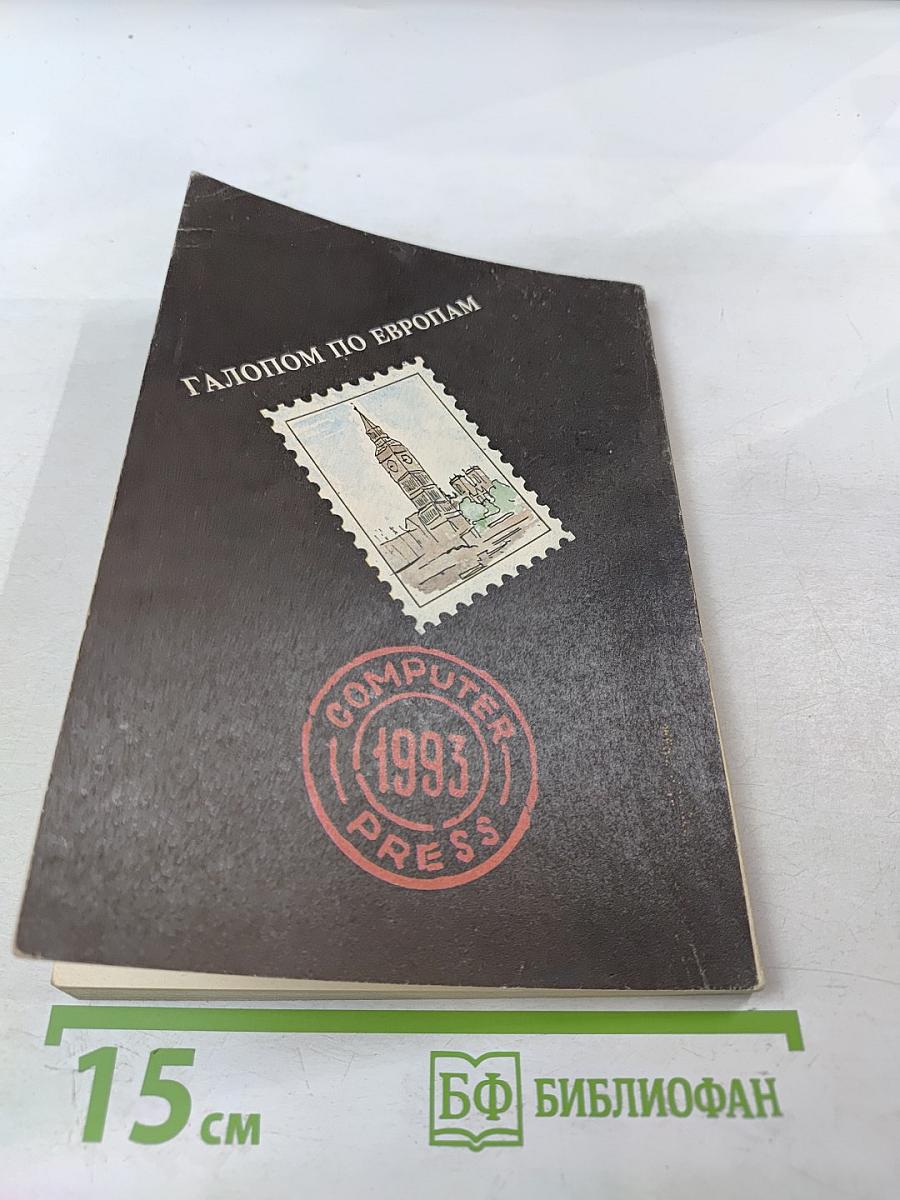 ГАЛОПОМ ПО ЕВРОПАМ
COMPUTER
1993
PRESS
15 см
БФ БИБЛИОФАН